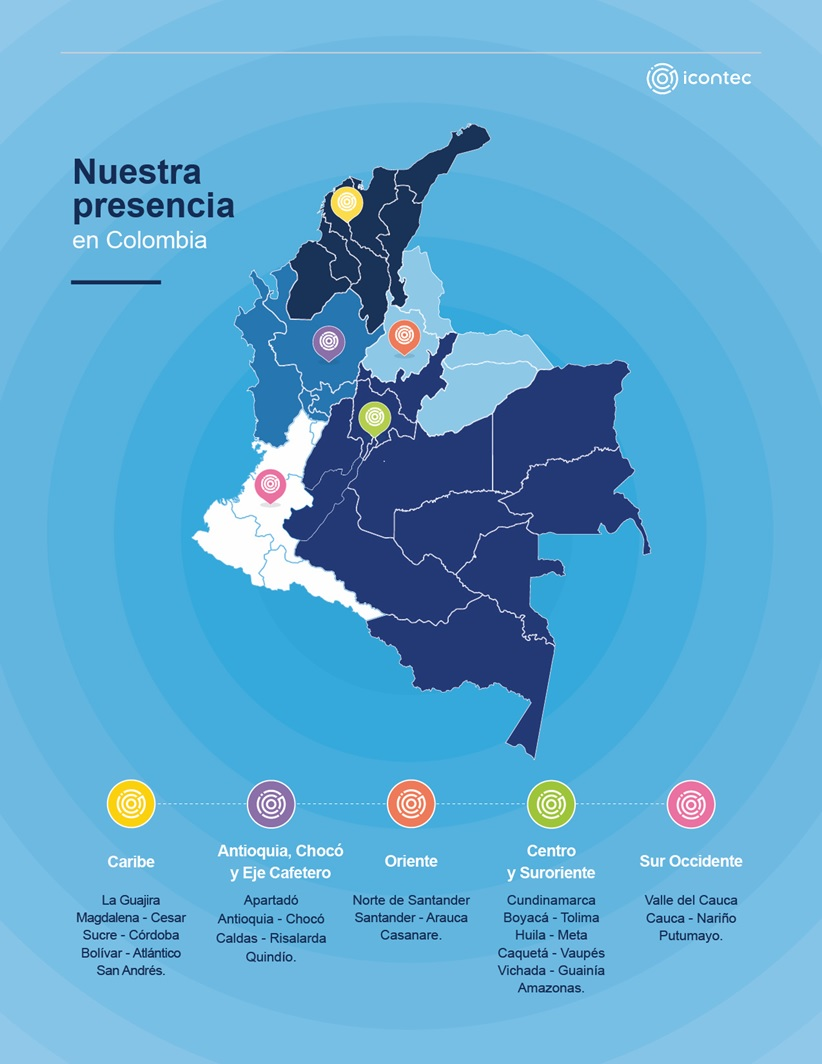 icontec
Nuestra
presencia
en Colombia
Caribe
La Guajira
Magdalena - Cesar
Sucre - Córdoba
Bolívar - Atlántico
San Andrés.
Antioquia, Chocó
y Eje Cafetero
Apartadó
Antioquia - Chocó
Caldas - Risalarda
Quindío.
Oriente
Norte de Santander
Santander - Arauca
Casanare.
Centro
y Suroriente
Cundinamarca
Boyacá - Tolima
Huila - Meta
Caquetá - Vaupés
Vichada - Guainía
Amazonas.
Sur Occidente
Valle del Cauca
Cauca - Nariño
Putumayo.